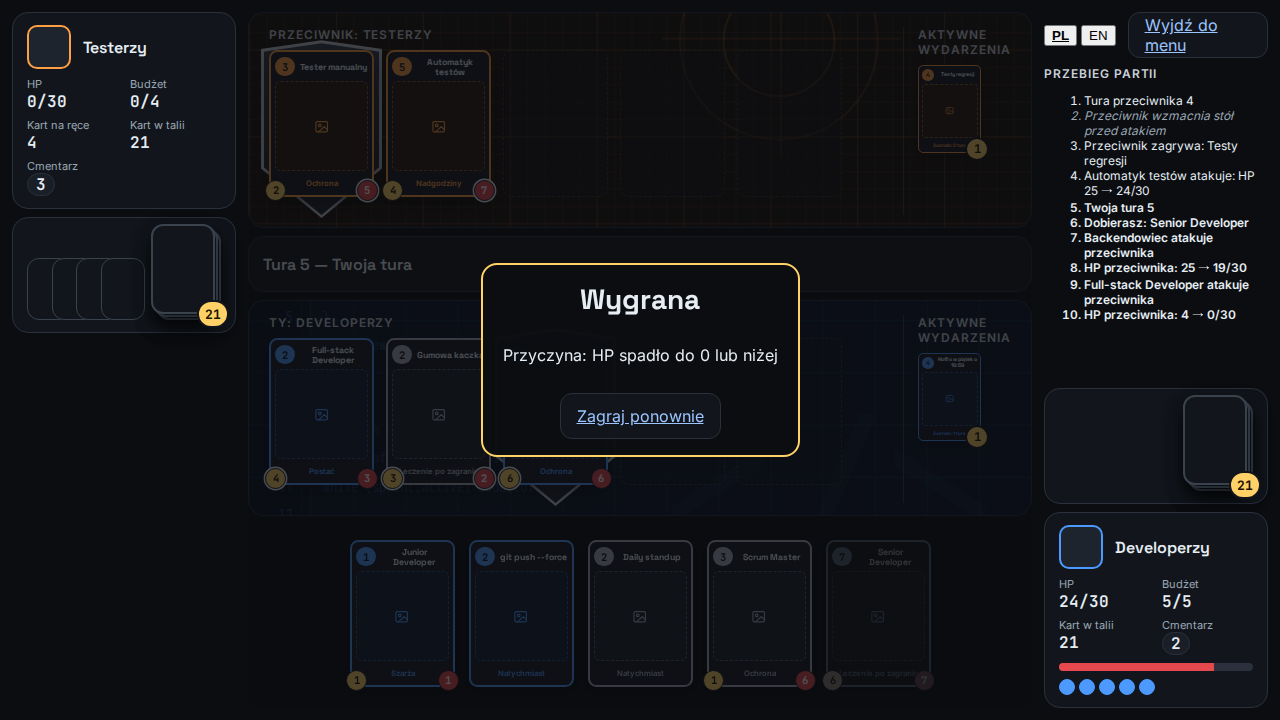 Testerzy
HP
0/30
Budżet
0/4
Kart na ręce
4
Kart w talii
21
Cmentarz
3
21
PRZECIWNIK: TESTERZY
3
Tester manualny
2
Ochrona
5
5
Automatyk
testów
4
Nadgodziny
7
AKTYWNE
WYDARZENIA
4
Testy regresji
1
Tura 5 — Twoja tura
TY: DEVELOPERZY
2
Full-stack
Developer
4
Postać
3
2
Gumowa kaczka
3
2
6
Ochrona
6
AKTYWNE
WYDARZENIA
1
Wygrana
Przyczyna: HP spadło do 0 lub niżej
Zagraj ponownie
1
Junior
Developer
1
Szarża
1
2
git push --force
Natychmiast
2
Daily standup
Natychmiast
3
Scrum Master
1
Ochrona
6
7
Senior
Developer
6
7
PL
EN
Wyjdź do
menu
PRZEBIEG PARTII
1. Tura przeciwnika 4
2. Przeciwnik wzmacnia stół
przed atakiem
3. Przeciwnik zagrywa: Testy
regresji
4. Automatyk testów atakuje: HP
25 → 24/30
5. Twoja tura 5
6. Dobierasz: Senior Developer
7. Backendowiec atakuje
przeciwnika
8. HP przeciwnika: 25 → 19/30
9. Full-stack Developer atakuje
przeciwnika
10. HP przeciwnika: 4 → 0/30
21
Developerzy
HP
24/30
Budżet
5/5
Kart w talii
21
Cmentarz
2